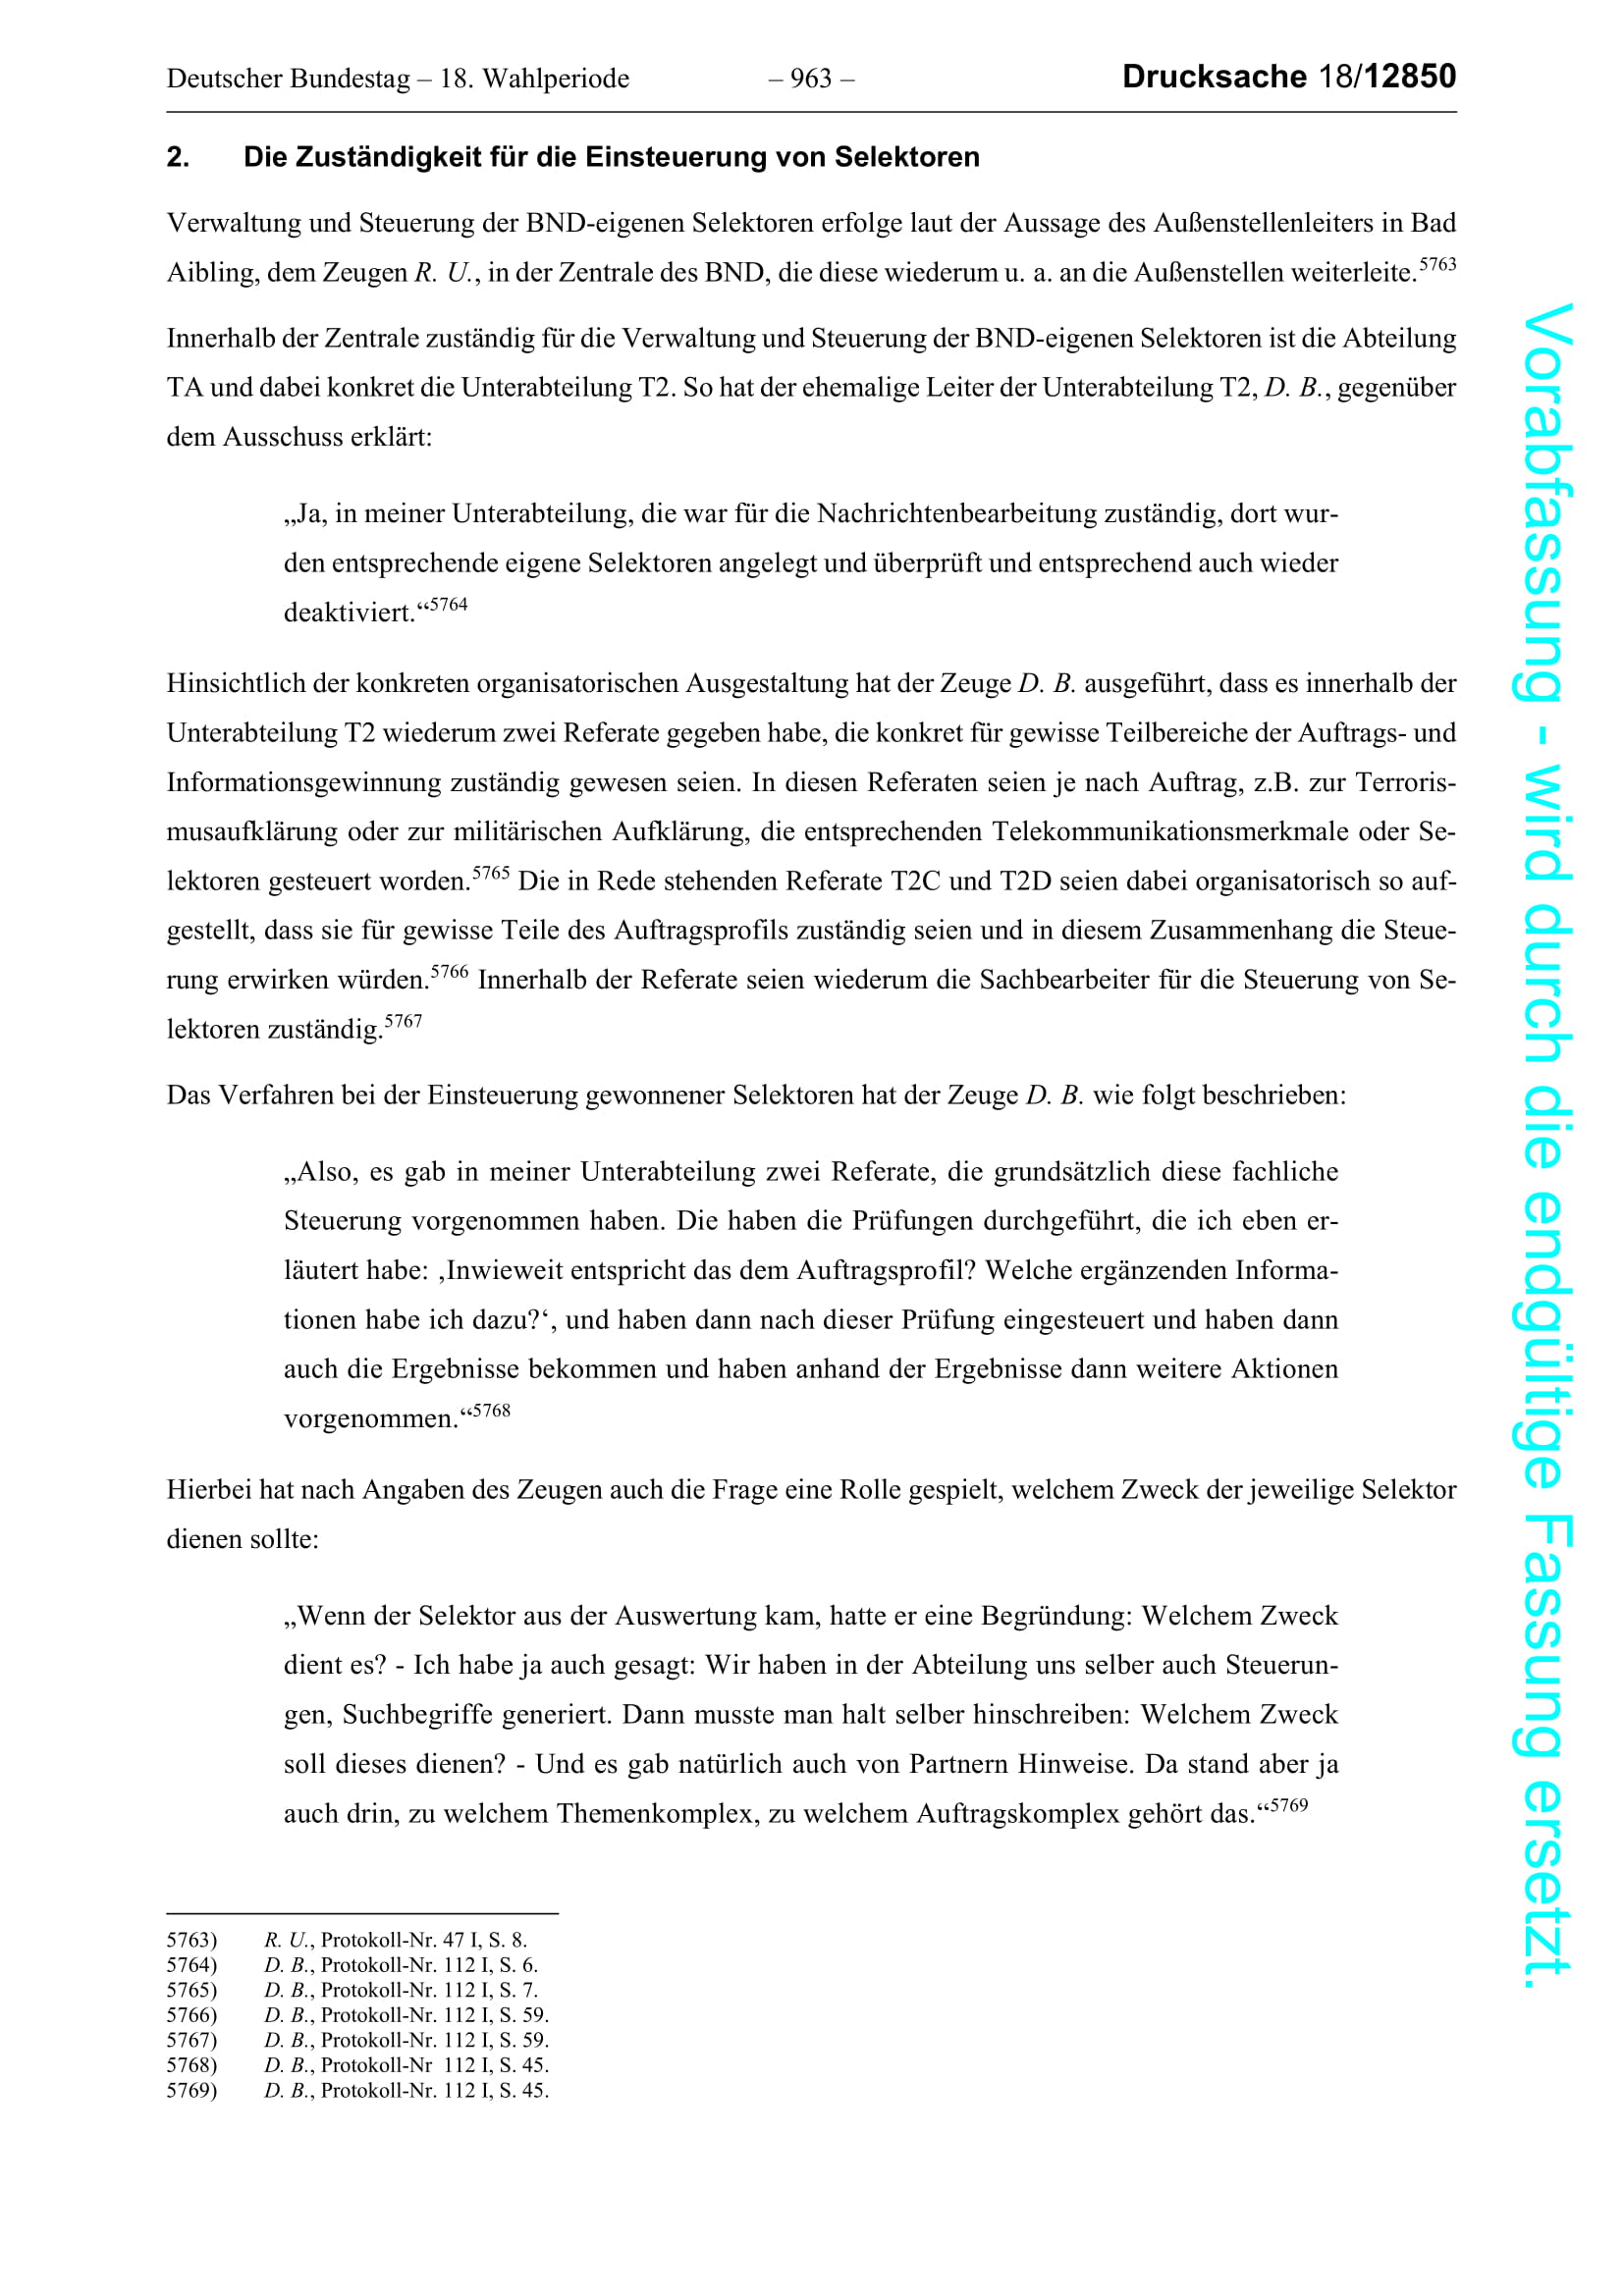 Deutscher Bundestag – 18. Wahlperiode – 963 – Drucksache 18/12850
2. Die Zuständigkeit für die Einsteuerung von Selektoren
Verwaltung und Steuerung der BND-eigenen Selektoren erfolge laut der Aussage des Außenstellenleiters in Bad
Aibling, dem Zeugen R. U., in der Zentrale des BND, die diese wiederum u. a. an die Außenstellen weiterleite.5763
Innerhalb der Zentrale zuständig für die Verwaltung und Steuerung der BND-eigenen Selektoren ist die Abteilung
TA und dabei konkret die Unterabteilung T2. So hat der ehemalige Leiter der Unterabteilung T2, D. B., gegenüber
dem Ausschuss erklärt:
„Ja, in meiner Unterabteilung, die war für die Nachrichtenbearbeitung zuständig, dort wur-
den entsprechende eigene Selektoren angelegt und überprüft und entsprechend auch wieder
deaktiviert.“5764
Hinsichtlich der konkreten organisatorischen Ausgestaltung hat der Zeuge D. B. ausgeführt, dass es innerhalb der
Unterabteilung T2 wiederum zwei Referate gegeben habe, die konkret für gewisse Teilbereiche der Auftrags- und
Informationsgewinnung zuständig gewesen seien. In diesen Referaten seien je nach Auftrag, z.B. zur Terroris-
musaufklärung oder zur militärischen Aufklärung, die entsprechenden Telekommunikationsmerkmale oder Se-
lektoren gesteuert worden.5765 Die in Rede stehenden Referate T2C und T2D seien dabei organisatorisch so auf-
gestellt, dass sie für gewisse Teile des Auftragsprofils zuständig seien und in diesem Zusammenhang die Steue-
rung erwirken würden.5766 Innerhalb der Referate seien wiederum die Sachbearbeiter für die Steuerung von Se-
lektoren zuständig.5767
Das Verfahren bei der Einsteuerung gewonnener Selektoren hat der Zeuge D. B. wie folgt beschrieben:
„Also, es gab in meiner Unterabteilung zwei Referate, die grundsätzlich diese fachliche
Steuerung vorgenommen haben. Die haben die Prüfungen durchgeführt, die ich eben er-
läutert habe: ‚Inwieweit entspricht das dem Auftragsprofil? Welche ergänzenden Informa-
tionen habe ich dazu?‘, und haben dann nach dieser Prüfung eingesteuert und haben dann
auch die Ergebnisse bekommen und haben anhand der Ergebnisse dann weitere Aktionen
vorgenommen.“5768
Hierbei hat nach Angaben des Zeugen auch die Frage eine Rolle gespielt, welchem Zweck der jeweilige Selektor
dienen sollte:
„Wenn der Selektor aus der Auswertung kam, hatte er eine Begründung: Welchem Zweck
dient es? - Ich habe ja auch gesagt: Wir haben in der Abteilung uns selber auch Steuerun-
gen, Suchbegriffe generiert. Dann musste man halt selber hinschreiben: Welchem Zweck
soll dieses dienen? - Und es gab natürlich auch von Partnern Hinweise. Da stand aber ja
auch drin, zu welchem Themenkomplex, zu welchem Auftragskomplex gehört das.“5769
5763) R. U., Protokoll-Nr. 47 I, S. 8.
5764) D. B., Protokoll-Nr. 112 I, S. 6.
5765) D. B., Protokoll-Nr. 112 I, S. 7.
5766) D. B., Protokoll-Nr. 112 I, S. 59.
5767) D. B., Protokoll-Nr. 112 I, S. 59.
5768) D. B., Protokoll-Nr 112 I, S. 45.
5769) D. B., Protokoll-Nr. 112 I, S. 45.
Vorabfassung - wird durch die endgültige Fassung ersetzt.